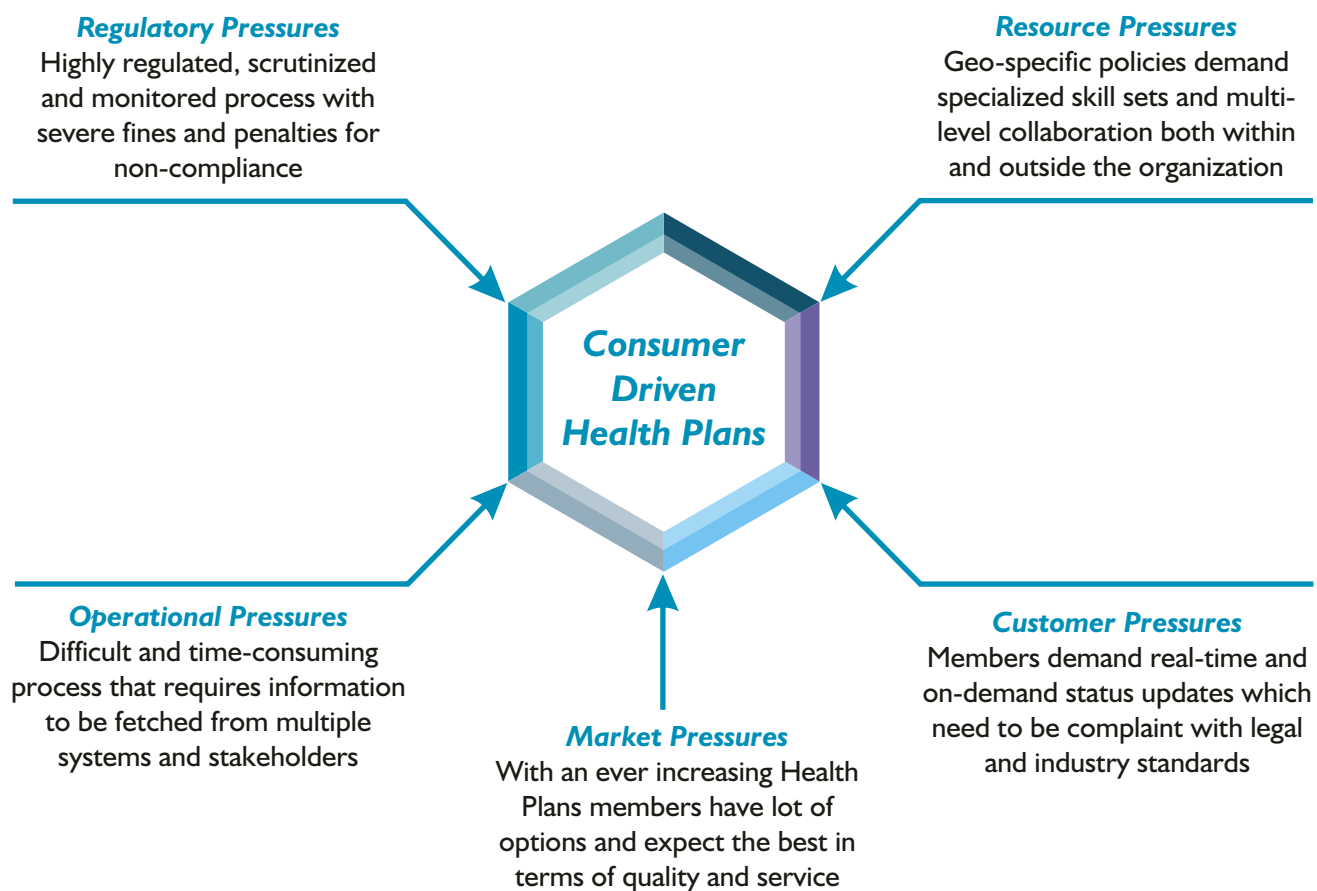 Regulatory Pressures
Highly regulated, scrutinized
and monitored process with
severe fines and penalties for
non-compliance
Resource Pressures
Geo-specific policies demand
specialized skill sets and multi-
level collaboration both within
and outside the organization
Consumer
Driven
Health Plans
Operational Pressures
Difficult and time-consuming
process that requires information
to be fetched from multiple
systems and stakeholders
Market Pressures
With an ever increasing Health
Plans members have lot of
options and expect the best in
terms of quality and service
Customer Pressures
Members demand real-time and
on-demand status updates which
need to be complaint with legal
and industry standards